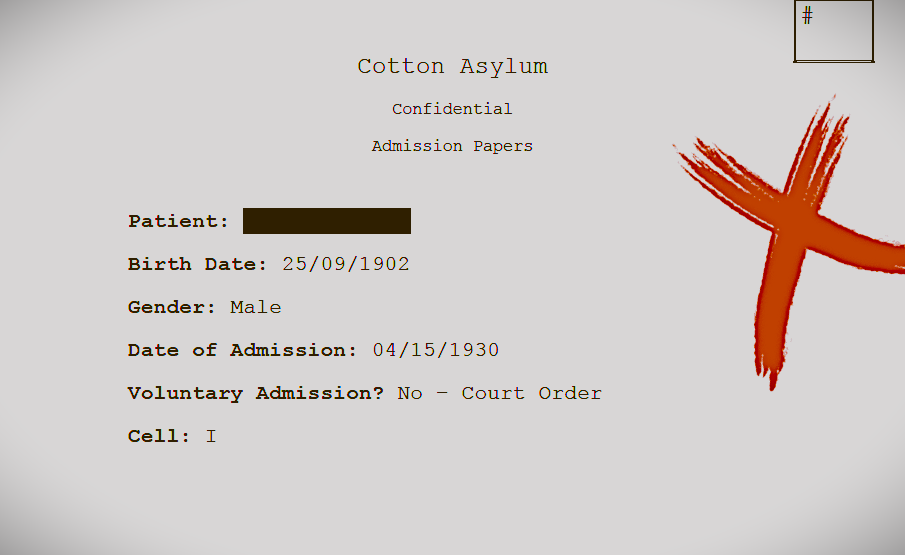 #
Cotton Asylum
Confidential
Admission Papers
Patient:
Birth Date: 25/09/1902
Gender: Male
Date of Admission: 04/15/1930
Voluntary Admission? No – Court Order
Cell: I